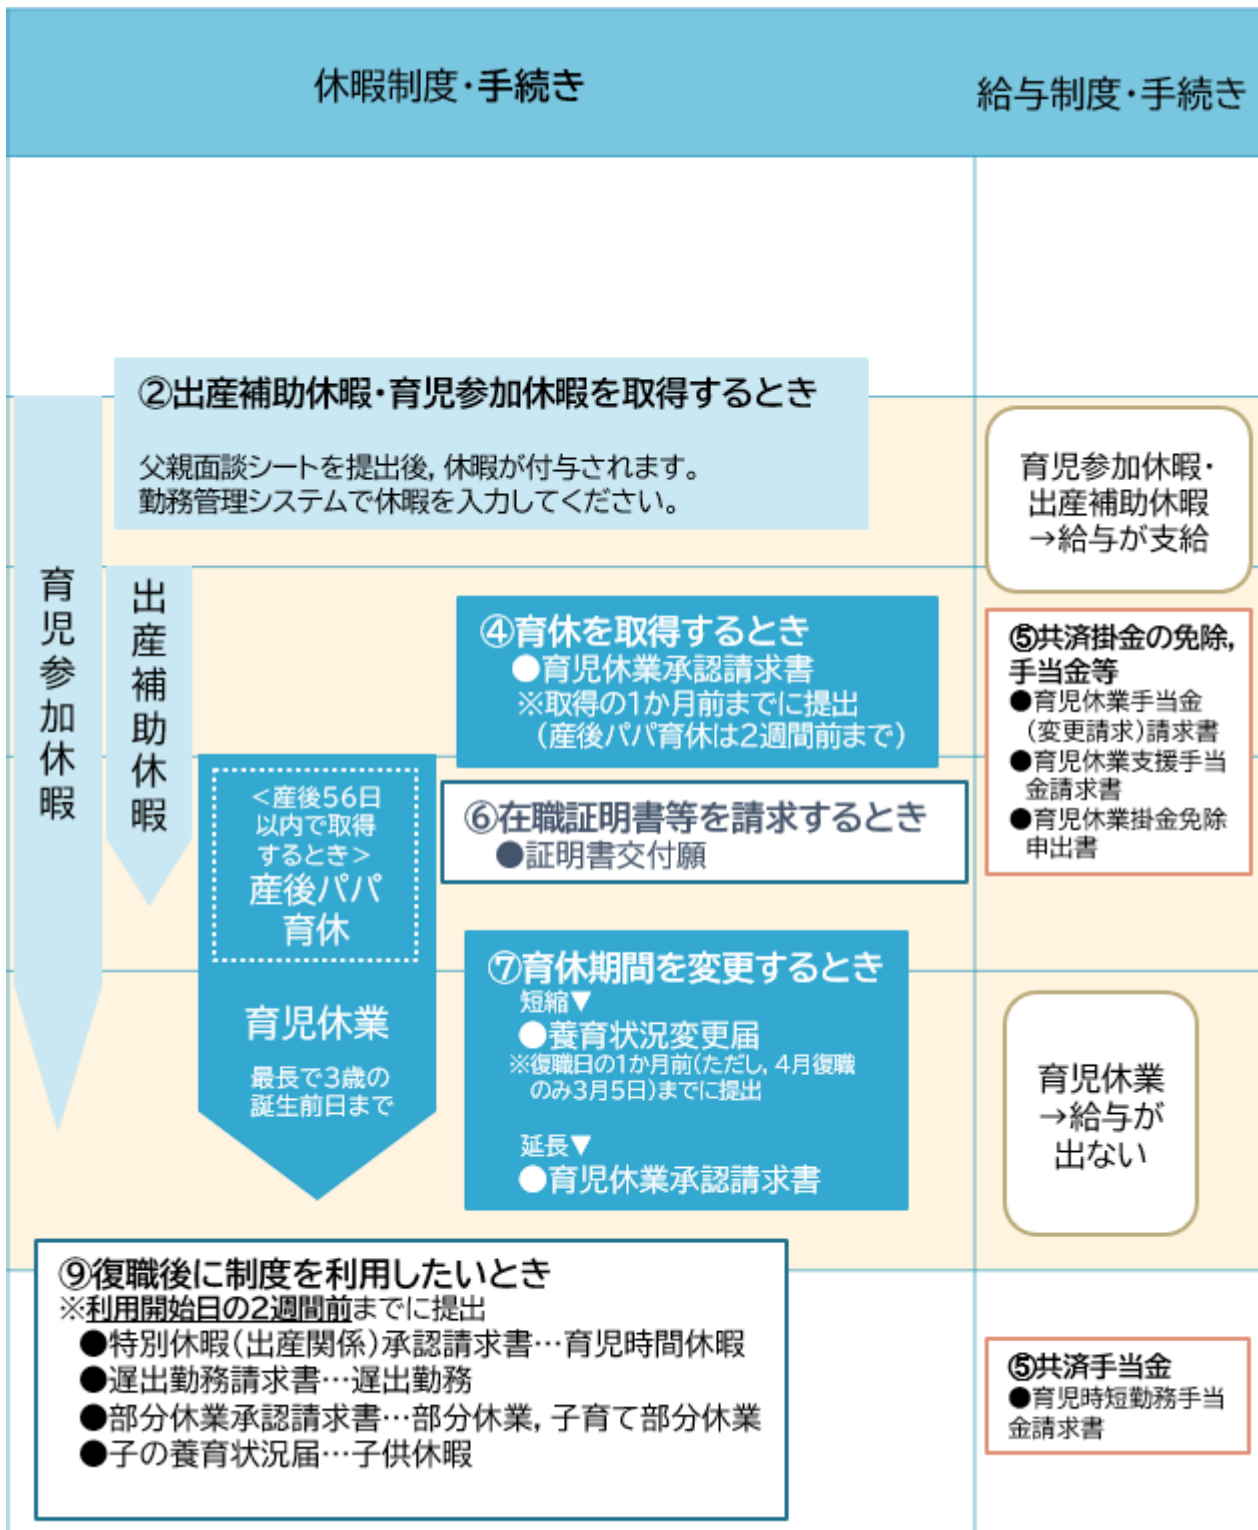 休暇制度・手続き
給与制度・手続き
②出産補助休暇・育児参加休暇を取得するとき
父親面談シートを提出後, 休暇が付与されます。
勤務管理システムで休暇を入力してください。
育児参加休暇・
出産補助休暇
→給与が支給
育児参加休暇
出産補助休暇
④育休を取得するとき
●育児休業承認請求書
※取得の1か月前までに提出
(産後パパ育休は2週間前まで)
⑤共済掛金の免除,
手当金等
●育児休業手当金
(変更請求)請求書
●育児休業支援手当
金請求書
●育児休業掛金免除
申出書
<産後56日
以内で取得
するとき>
産後パパ
育休
⑥在職証明書等を請求するとき
●証明書交付願
育児休業
最長で3歳の
誕生前日まで
⑦育休期間を変更するとき
短縮▼
●養育状況変更届
※復職日の1か月前(ただし, 4月復職
のみ3月5日)までに提出
延長▼
●育児休業承認請求書
育児休業
→給与が
出ない
⑨復職後に制度を利用したいとき
※利用開始日の2週間前までに提出
●特別休暇(出産関係)承認請求書…育児時間休暇
●遅出勤務請求書…遅出勤務
●部分休業承認請求書…部分休業, 子育て部分休業
●子の養育状況届…子供休暇
⑤共済手当金
●育児時短勤務手当
金請求書